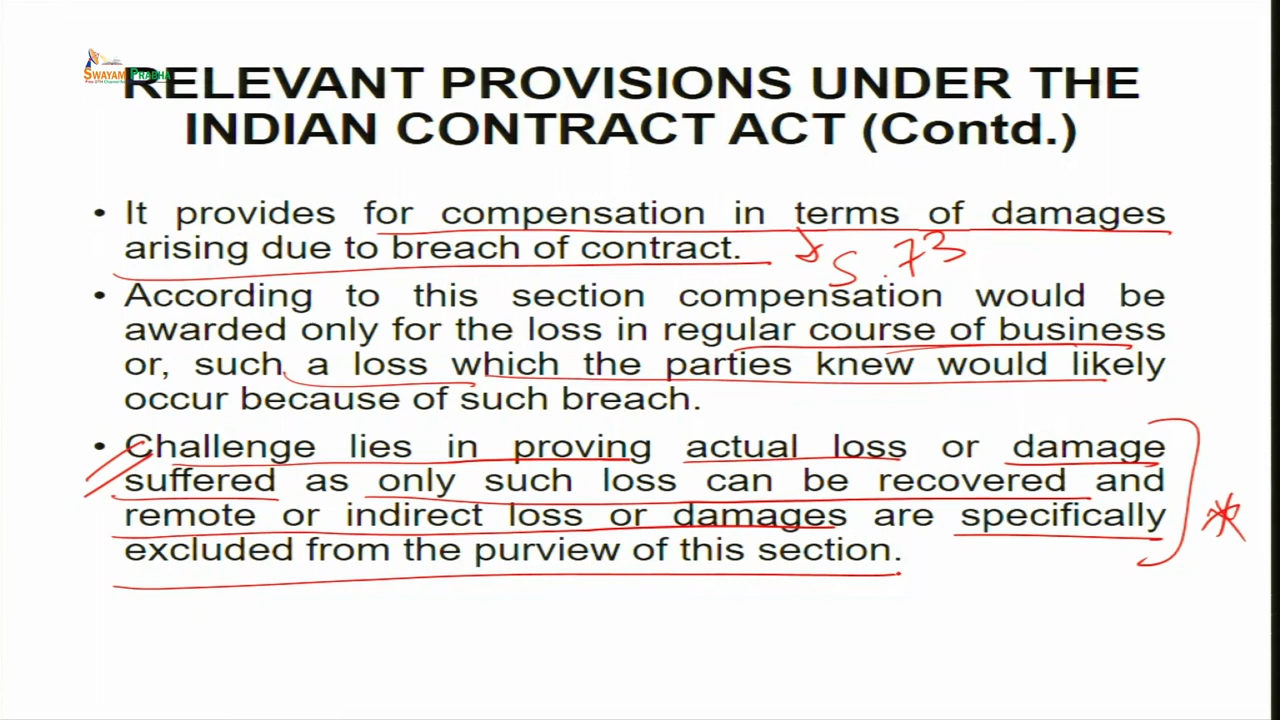 SWAYAM PRABHA
RELEVANT PROVISIONS UNDER THE
INDIAN CONTRACT ACT (Contd.)
• It provides for compensation in terms of damages
arising due to breach of contract.
S. 73
• According to this section compensation would be
awarded only for the loss in regular course of business
or, such a loss which the parties knew would likely
occur because of such breach.
• Challenge lies in proving actual loss or damage
suffered as only such loss can be recovered and
remote or indirect loss or damages are specifically
excluded from the purview of this section.